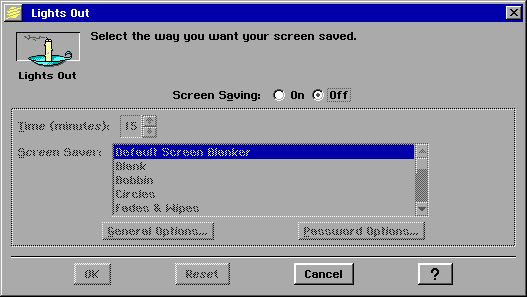 Lights Out
Select the way you want your screen saved.
Lights Out
Screen Saving: On Off
Time (minutes): 15
Screen Saver: Default Screen Blanker
Blank
Bobbin
Circles
Fades & Wipes
General Options... Password Options...
OK Reset Cancel ?